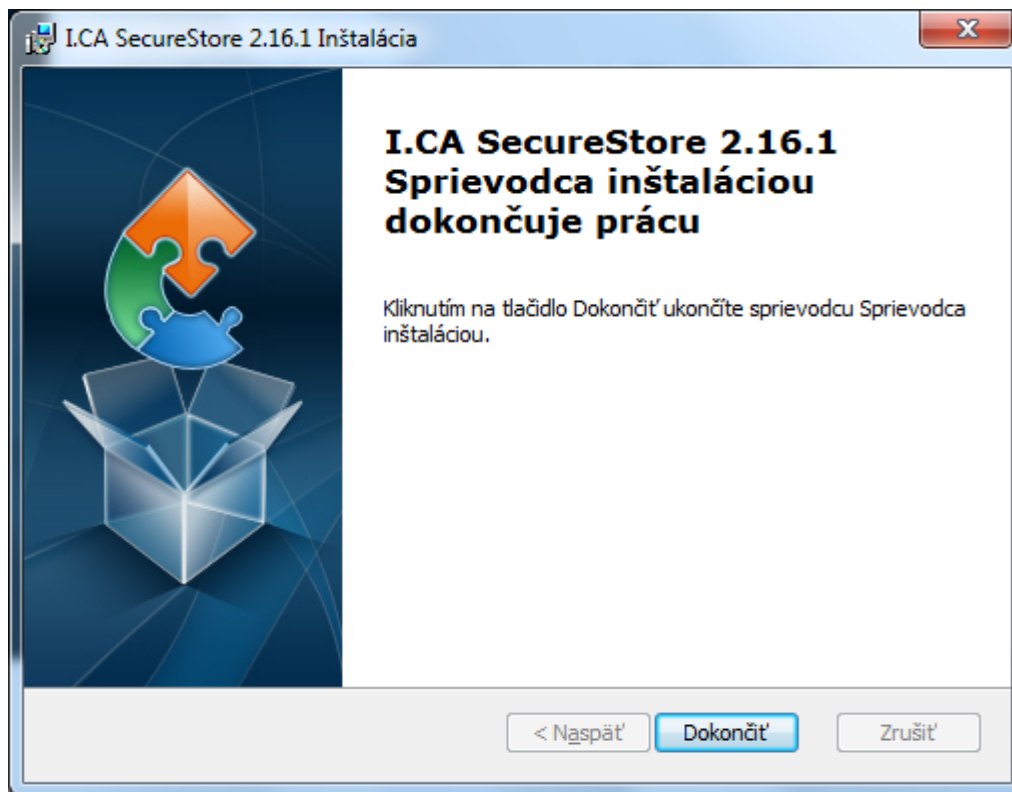 I.CA SecureStore 2.16.1 Inštalácia
I.CA SecureStore 2.16.1
Sprievodca inštaláciou
dokončuje prácu
Kliknutím na tlačidlo Dokončiť ukončíte sprievodcu Sprievodca
inštaláciou.
< Naspäť Dokončiť Zrušiť